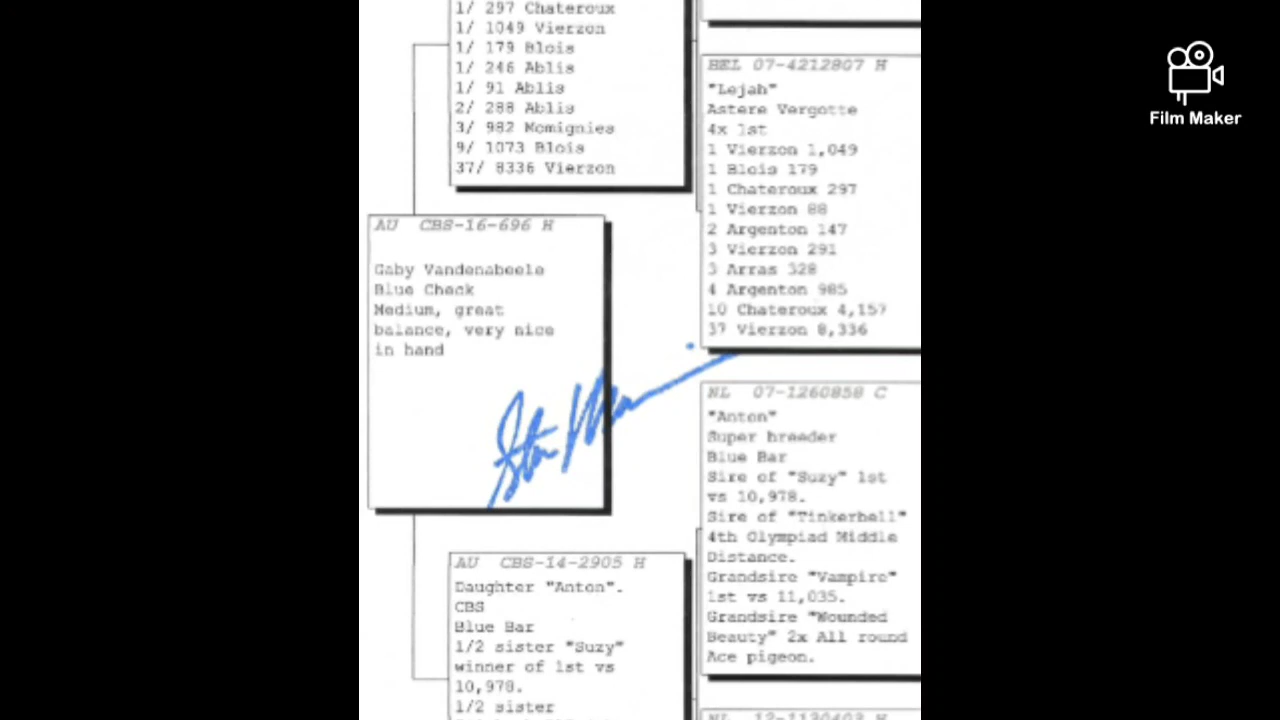 1/ 297 Chateroux
1/ 1049 Vierzon
1/ 179 Blois
1/ 246 Ablis
1/ 91 Ablis
2/ 288 Ablis
3/ 982 Momignies
9/ 1073 Blois
37/ 8336 Vierzon
AU CBS-16-696 H
Gaby Vandenabeele
Blue Check
Medium, great
balance, very nice
in hand
AU CBS-14-2905 H
Daughter "Anton".
CBS
Blue Bar
1/2 sister "Suzy"
winner of 1st vs
10,978.
1/2 sister
BEL 07-4212807 H
"Lejah"
Astere Vergotte
4x 1st
1 Vierzon 1,049
1 Blois 179
1 Chateroux 297
1 Vierzon 88
2 Argenton 147
3 Vierzon 291
3 Arras 328
4 Argenton 985
10 Chateroux 4,157
37 Vierzon 8,336
NL 07-1260858 C
"Anton"
Super breeder
Blue Bar
Sire of "Suzy" 1st
vs 10,978.
Sire of "Tinkerbell"
4th Olympiad Middle
Distance.
Grandsire "Vampire"
1st vs 11,035.
Grandsire "Wounded
Beauty" 2x All round
Ace pigeon.
Film Maker